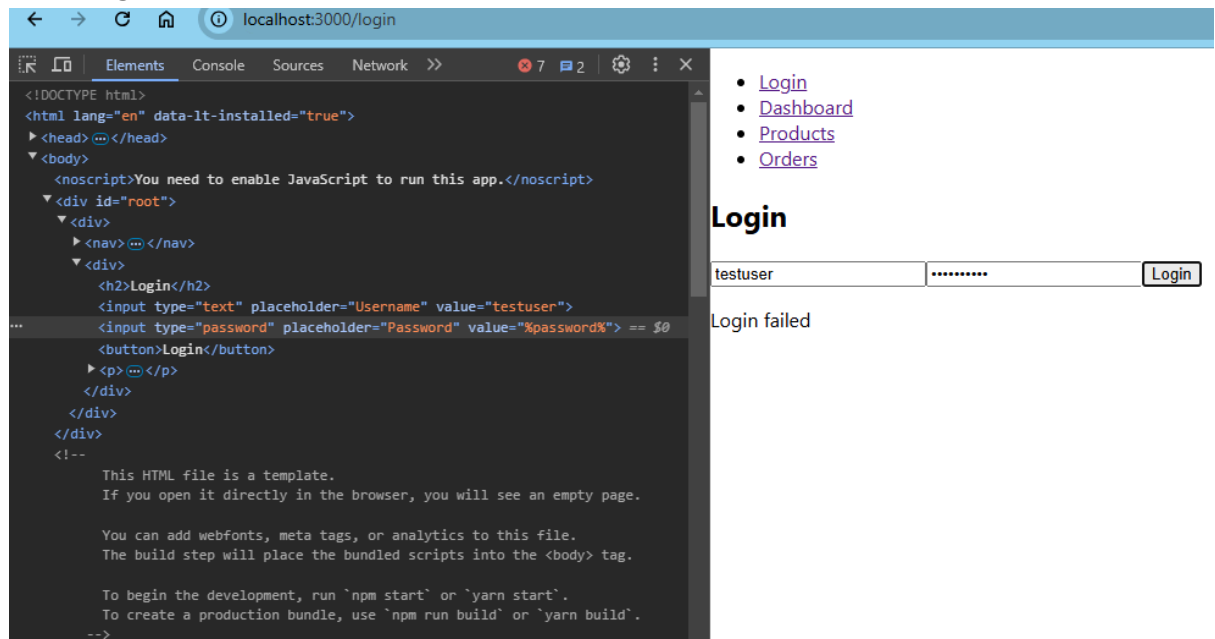 localhost:3000/login
Elements Console Sources Network 7 2
<!DOCTYPE html>
<html lang="en" data-lt-installed="true">
<head>…</head>
<body>
<noscript>You need to enable JavaScript to run this app.</noscript>
<div id="root">
<div>
<nav>…</nav>
<div>
<h2>Login</h2>
<input type="text" placeholder="Username" value="testuser">
… <input type="password" placeholder="Password" value="%password%"> == $0
<button>Login</button>
<p>…</p>
</div>
</div>
</div>
<!--
This HTML file is a template.
If you open it directly in the browser, you will see an empty page.
You can add webfonts, meta tags, or analytics to this file.
The build step will place the bundled scripts into the <body> tag.
To begin the development, run `npm start` or `yarn start`.
To create a production bundle, use `npm run build` or `yarn build`.
-->
• Login
• Dashboard
• Products
• Orders
Login
testuser •••••••••• Login
Login failed